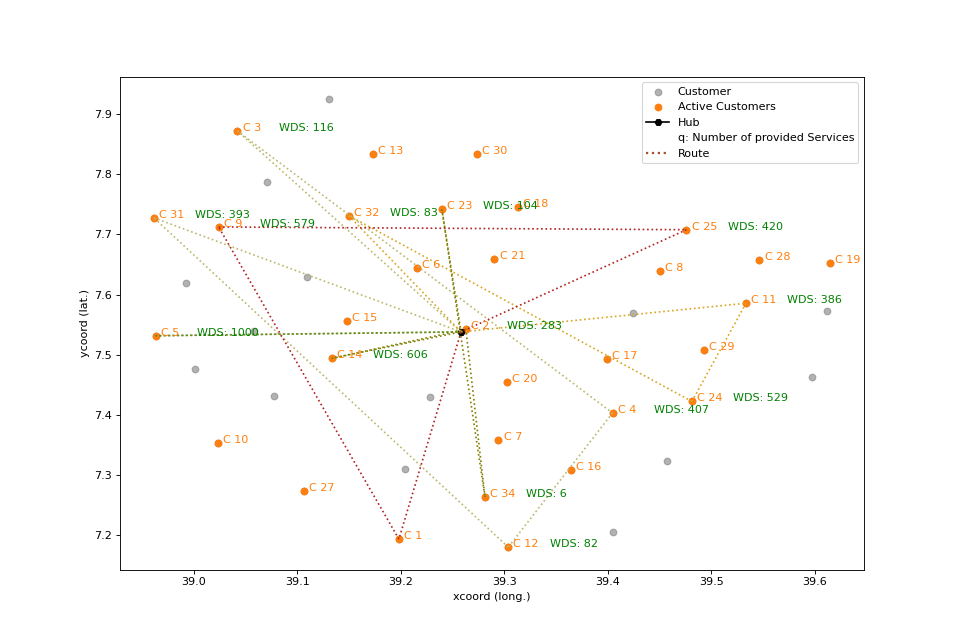 Customer
Active Customers
Hub
q: Number of provided Services
Route
7.9
7.8
7.7
7.6
7.5
7.4
7.3
7.2
39.0
39.1
39.2
39.3
39.4
39.5
39.6
xcoord (long.)
ycoord (lat.)
C 3 WDS: 116
C 13
C 30
C 31 WDS: 393
C 9 WDS: 579
C 32 WDS: 83
C 23 WDS: 104
C 18
C 25 WDS: 420
C 6
C 21
C 8
C 28
C 19
C 11 WDS: 386
C 5 WDS: 1000
C 15
C 2 WDS: 283
C 14 WDS: 606
C 17
C 29
C 20
C 24 WDS: 529
C 4 WDS: 407
C 10
C 7
C 16
C 27
C 34 WDS: 6
C 1
C 12 WDS: 82